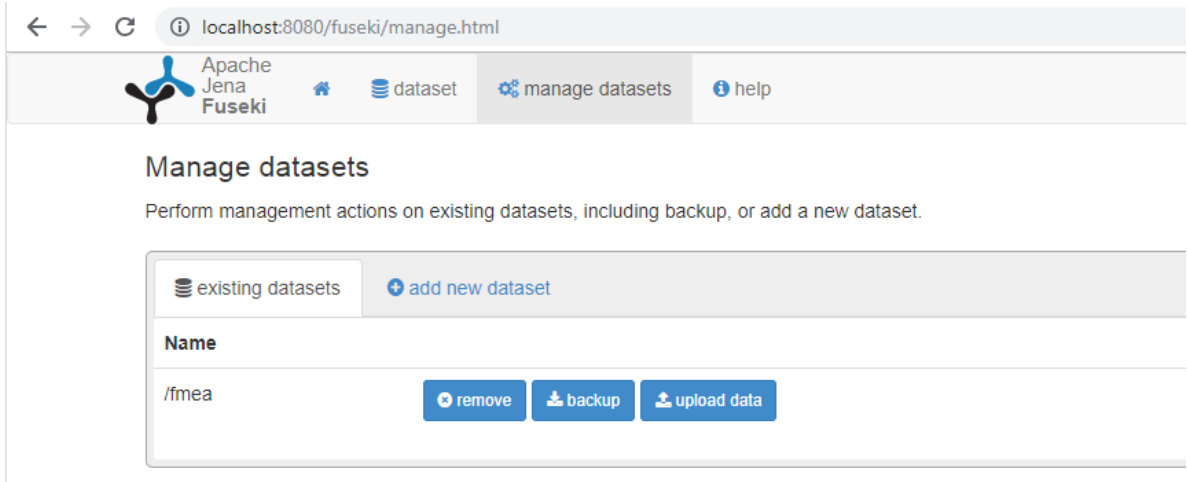 localhost:8080/fuseki/manage.html
Apache
Jena
Fuseki
dataset
manage datasets
help
Manage datasets
Perform management actions on existing datasets, including backup, or add a new dataset.
existing datasets
add new dataset
Name
/fmea
remove
backup
upload data